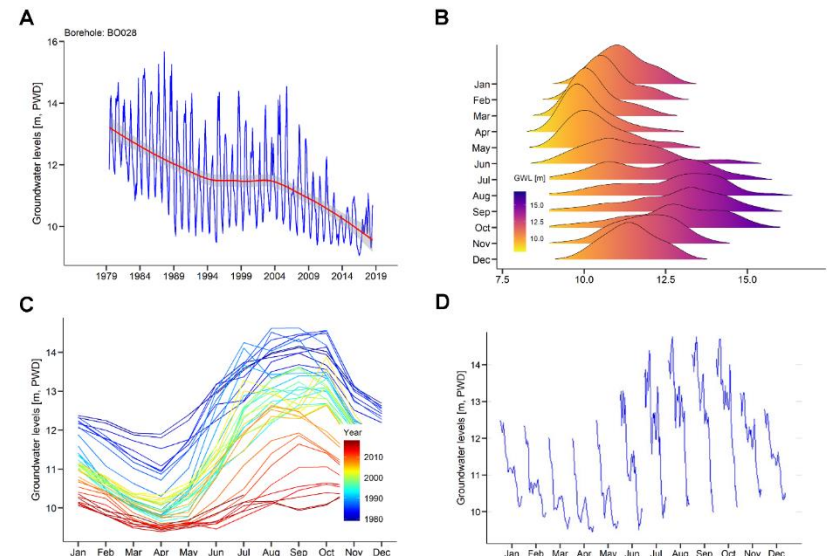 A
Borehole: BO028
Groundwater levels [m, PWD]
16
14
12
10
1979 1984 1989 1994 1999 2004 2009 2014 2019
B
Jan
Feb
Mar
Apr
May
Jun
Jul
Aug
Sep
Oct
Nov
Dec
GWL [m]
15.0
12.5
10.0
7.5 10.0 12.5 15.0
C
Groundwater levels [m, PWD]
14
13
12
11
10
Year
2010
2000
1990
1980
Jan Feb Mar Apr May Jun Jul Aug Sep Oct Nov Dec
D
Groundwater levels [m, PWD]
14
13
12
11
10
Jan Feb Mar Apr May Jun Jul Aug Sep Oct Nov Dec